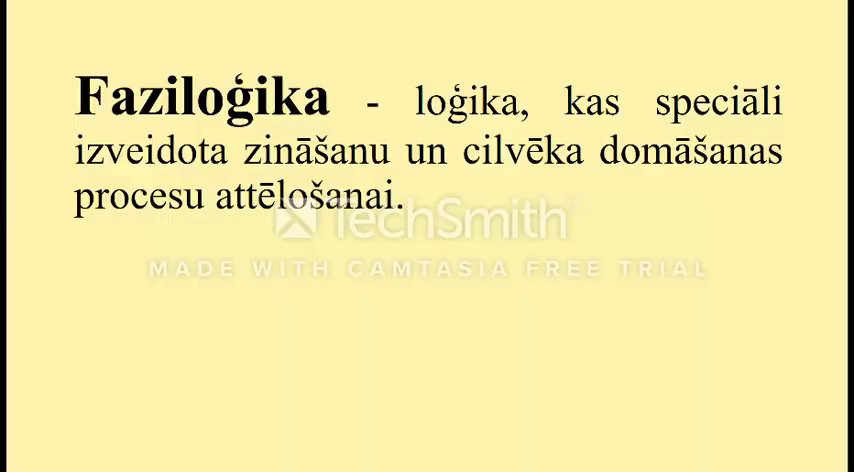 Faziloģika - loģika, kas speciāli
izveidota zināšanu un cilvēka domāšanas
procesu attēlošanai.
TechSmith®
MADE WITH CAMTASIA FREE TRIAL